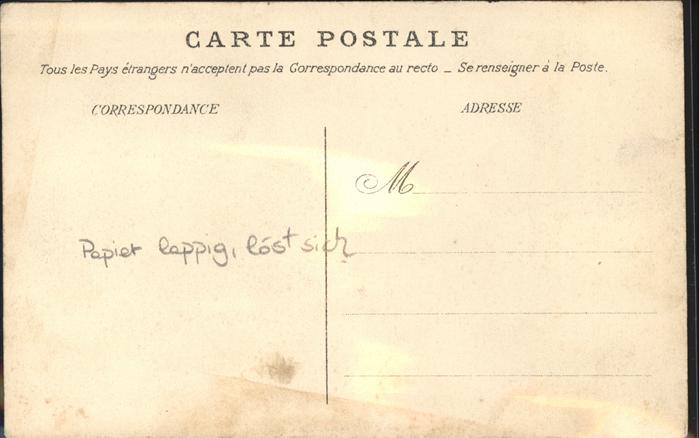 CARTE POSTALE
Tous les Pays étrangers n'acceptent pas la Correspondance au recto _ Se renseigner à la Poste.
CORRESPONDANCE
ADRESSE
M
Papier lappig, löst sich